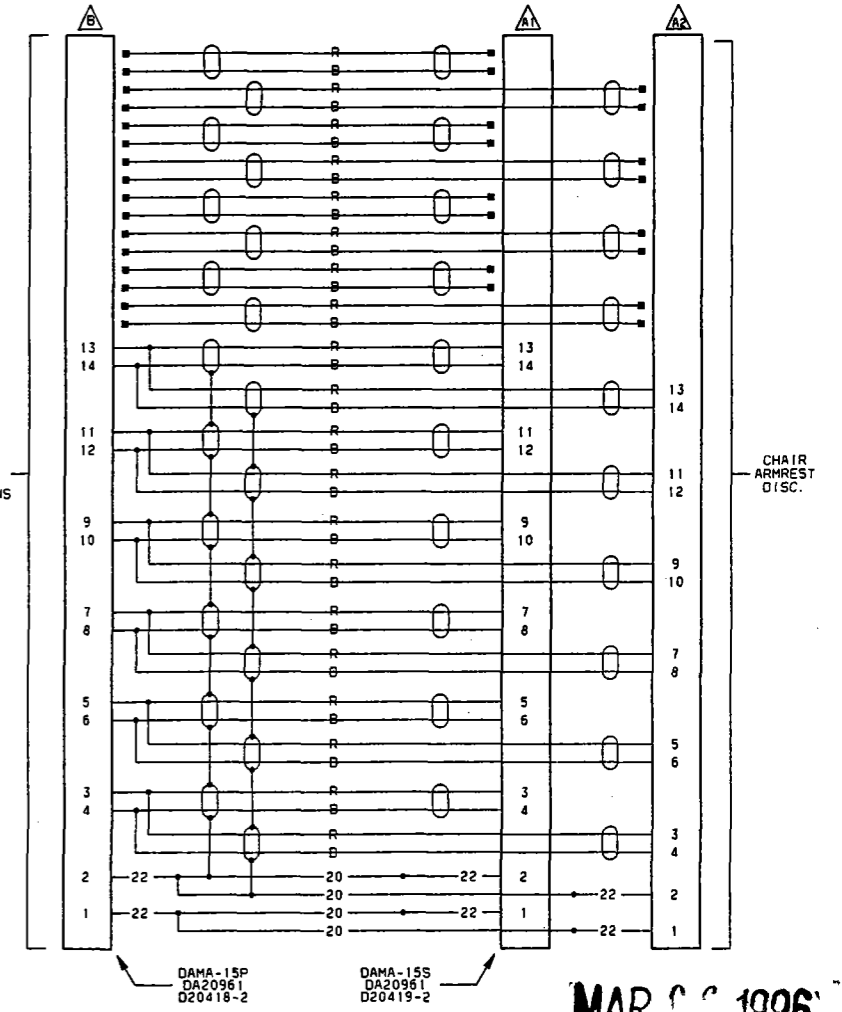 B A1 A2
R
B
R
B
R
B
R
B
R
B
R
B
R
B
R
B
13 R 13
14 B 14
R 13
B 14
11 R 11
12 B 12
R 11
B 12
CHAIR
ARMREST
DISC.
NS
9 R 9
10 B 10
R 9
B 10
7 R 7
8 B 8
R 7
B 8
5 R 5
6 B 6
R 5
B 6
3 R 3
4 B 4
R 3
B 4
2 22 20 22 2
20 22 2
1 22 20 22 1
20 22 1
DAMA-15P
DA20961
D20418-2
DAMA-15S
DA20961
D20419-2
MAR 1996